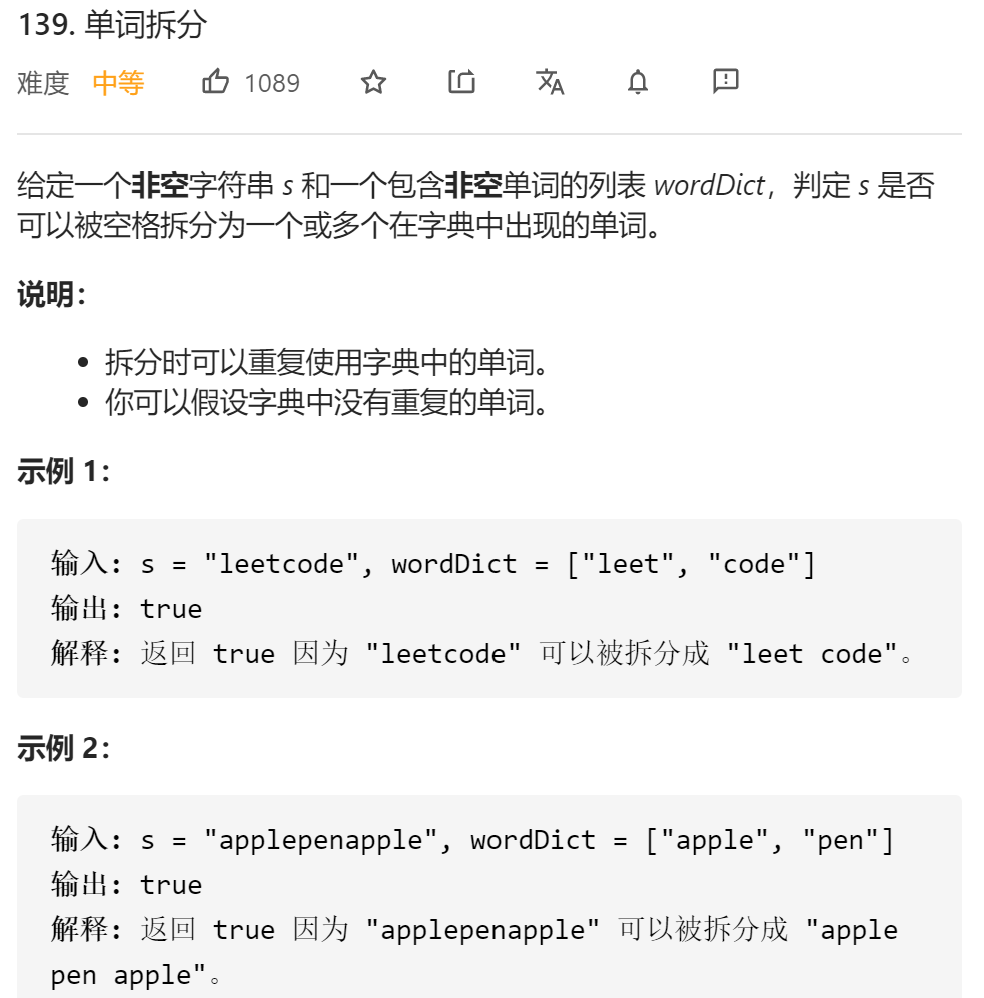 139. 单词拆分
难度 中等 1089
给定一个非空字符串 s 和一个包含非空单词的列表 wordDict，判定 s 是否
可以被空格拆分为一个或多个在字典中出现的单词。
说明：
• 拆分时可以重复使用字典中的单词。
• 你可以假设字典中没有重复的单词。
示例 1：
输入: s = "leetcode", wordDict = ["leet", "code"]
输出: true
解释: 返回 true 因为 "leetcode" 可以被拆分成 "leet code"。
示例 2：
输入: s = "applepenapple", wordDict = ["apple", "pen"]
输出: true
解释: 返回 true 因为 "applepenapple" 可以被拆分成 "apple
pen apple"。